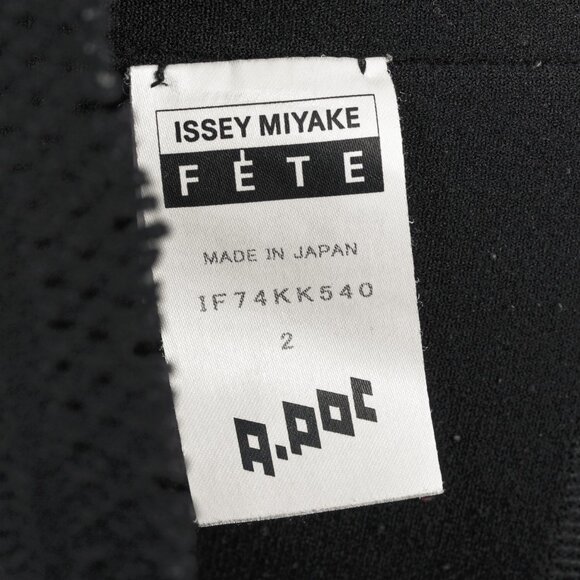 ISSEY MIYAKE
FÊTE
MADE IN JAPAN
IF74KK540
2
A.POC